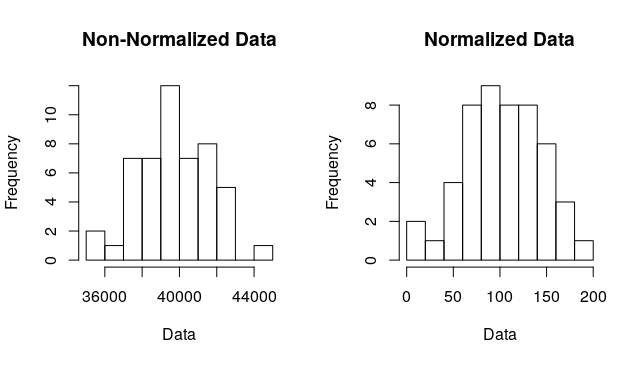 Non-Normalized Data
Frequency
0 2 4 6 8 10
36000 40000 44000
Data
Normalized Data
Frequency
0 2 4 6 8
0 50 100 150 200
Data